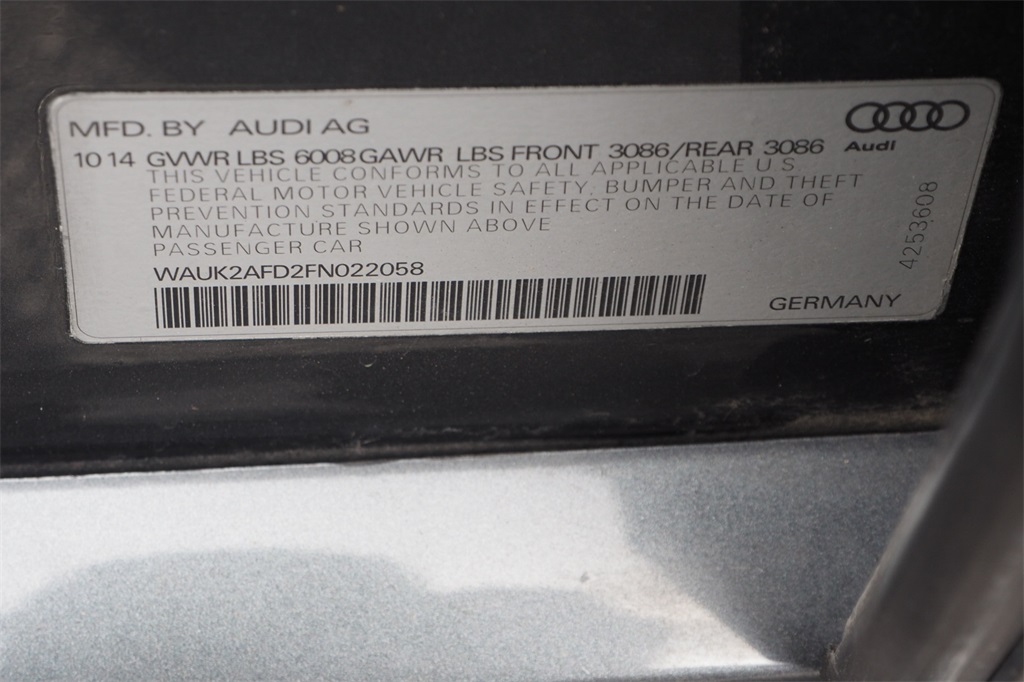 MFD. BY AUDI AG
Audi
10 14 GVWR LBS 6008 GAWR LBS FRONT 3086/REAR 3086
THIS VEHICLE CONFORMS TO ALL APPLICABLE U S
FEDERAL MOTOR VEHICLE SAFETY, BUMPER AND THEFT
PREVENTION STANDARDS IN EFFECT ON THE DATE OF
MANUFACTURE SHOWN ABOVE
PASSENGER CAR
WAUK2AFD2FN022058
GERMANY
4253608